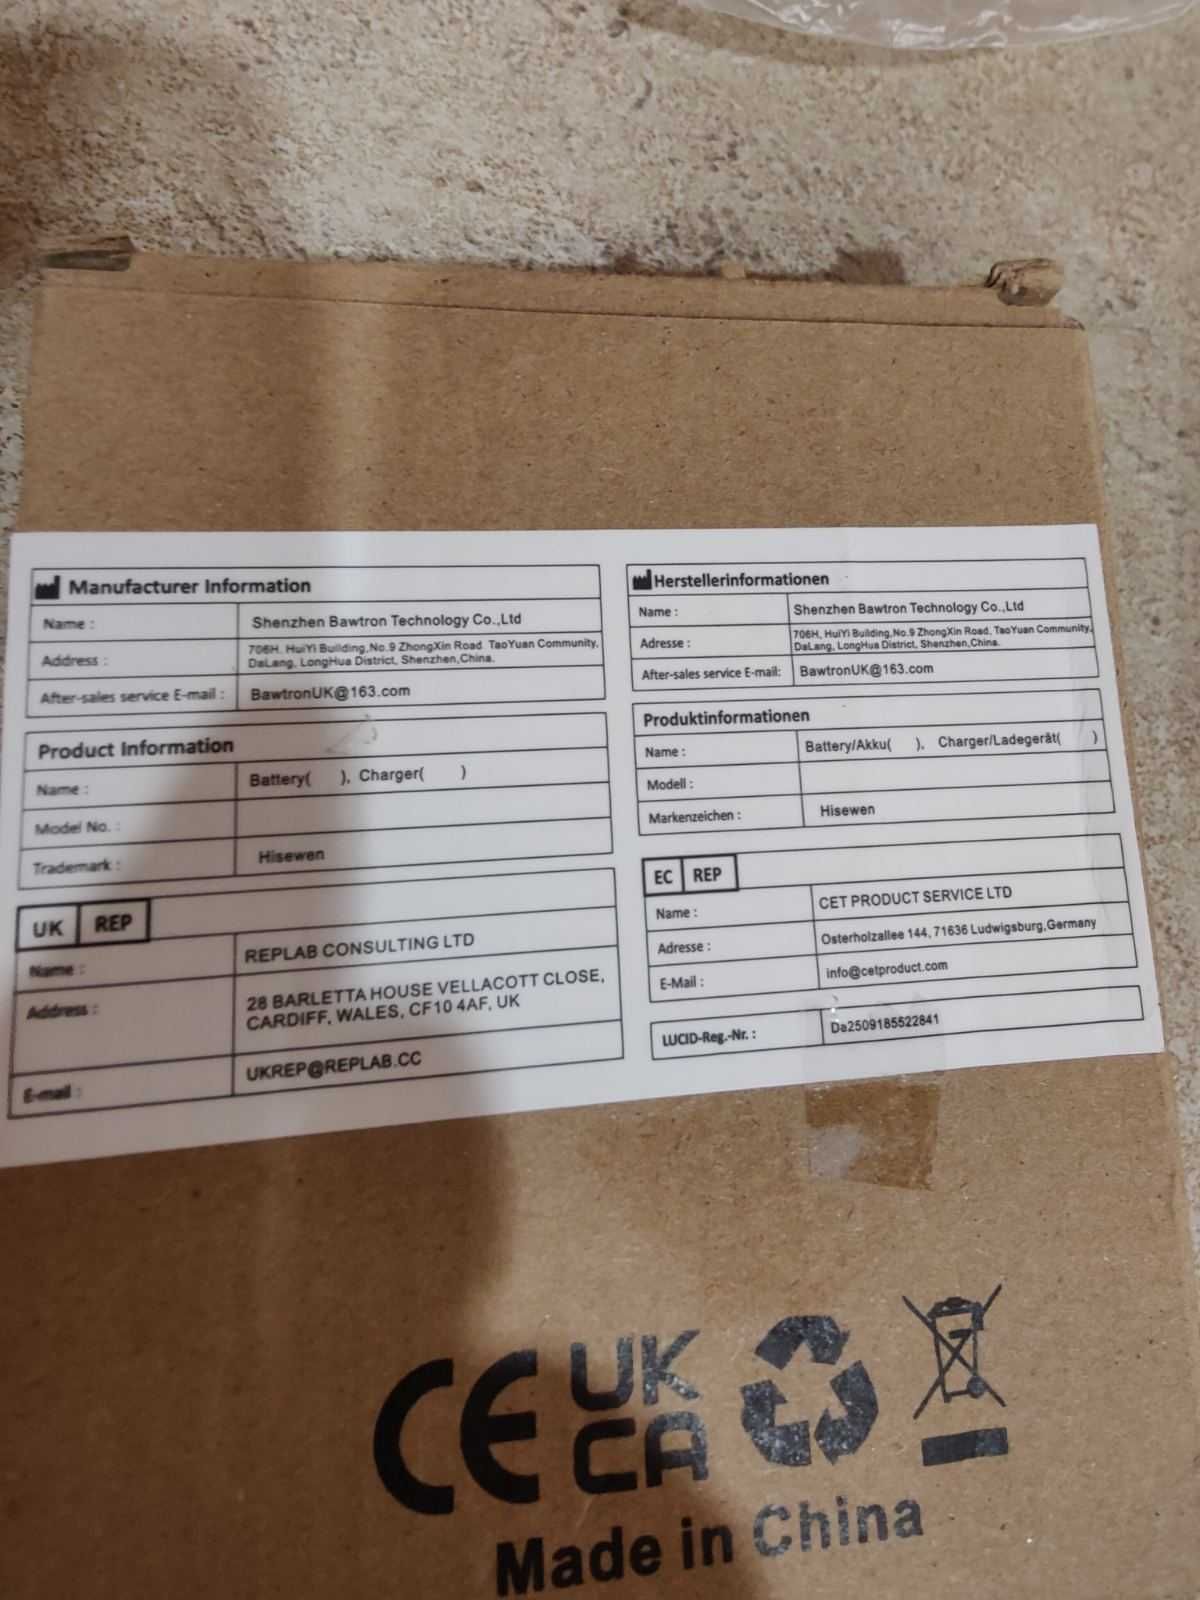 Manufacturer Information
Name : Shenzhen Bawtron Technology Co.,Ltd
Address : 706H, HuiYi Building,No.9 ZhongXin Road, TaoYuan Community,
DaLang, LongHua District, Shenzhen,China.
After-sales service E-mail : BawtronUK@163.com
Product Information
Name : Battery( ), Charger( )
Model No. :
Trademark : Hisewen
UK REP
Name : REPLAB CONSULTING LTD
Address : 28 BARLETTA HOUSE VELLACOTT CLOSE,
CARDIFF, WALES, CF10 4AF, UK
E-mail : UKREP@REPLAB.CC
Herstellerinformationen
Name : Shenzhen Bawtron Technology Co.,Ltd
Adresse : 706H, HuiYi Building,No.9 ZhongXin Road, TaoYuan Community,
DaLang, LongHua District, Shenzhen,China.
After-sales service E-mail: BawtronUK@163.com
Produktinformationen
Name : Battery/Akku( ), Charger/Ladegerät( )
Modell :
Markenzeichen : Hisewen
EC REP
Name : CET PRODUCT SERVICE LTD
Adresse : Osterholzallee 144, 71636 Ludwigsburg,Germany
E-Mail : info@cetproduct.com
LUCID-Reg.-Nr. : Da2509185522841
CE UK
CA
Made in China